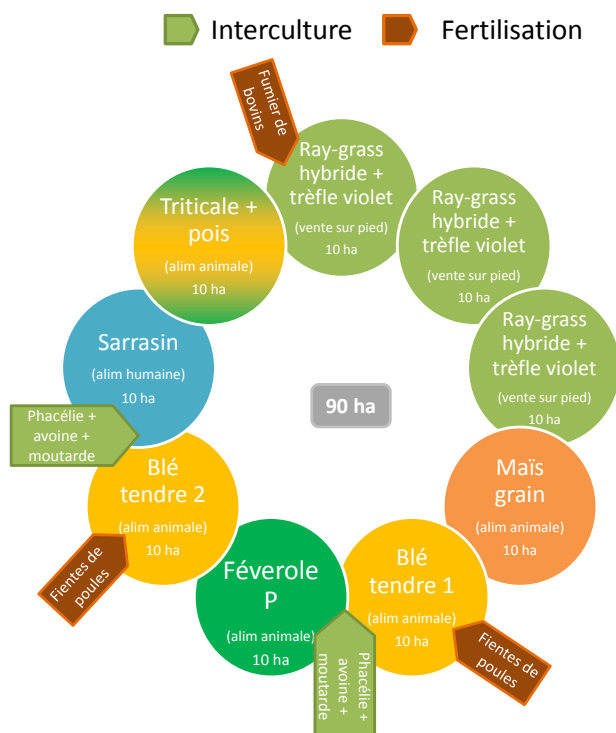 Interculture
Fertilisation
Fumier de
bovins
Ray-grass
hybride +
trèfle violet
(vente sur pied)
10 ha
Ray-grass
hybride +
trèfle violet
(vente sur pied)
10 ha
Ray-grass
hybride +
trèfle violet
(vente sur pied)
10 ha
Maïs
grain
(alim animale)
10 ha
Blé
tendre 1
(alim animale)
10 ha
Fientes de
poules
Phacélie +
avoine +
moutarde
Féverole
P
(alim animale)
10 ha
Blé
tendre 2
(alim animale)
10 ha
Fientes de
poules
Phacélie +
avoine +
moutarde
Sarrasin
(alim humaine)
10 ha
Triticale +
pois
(alim animale)
10 ha
90 ha